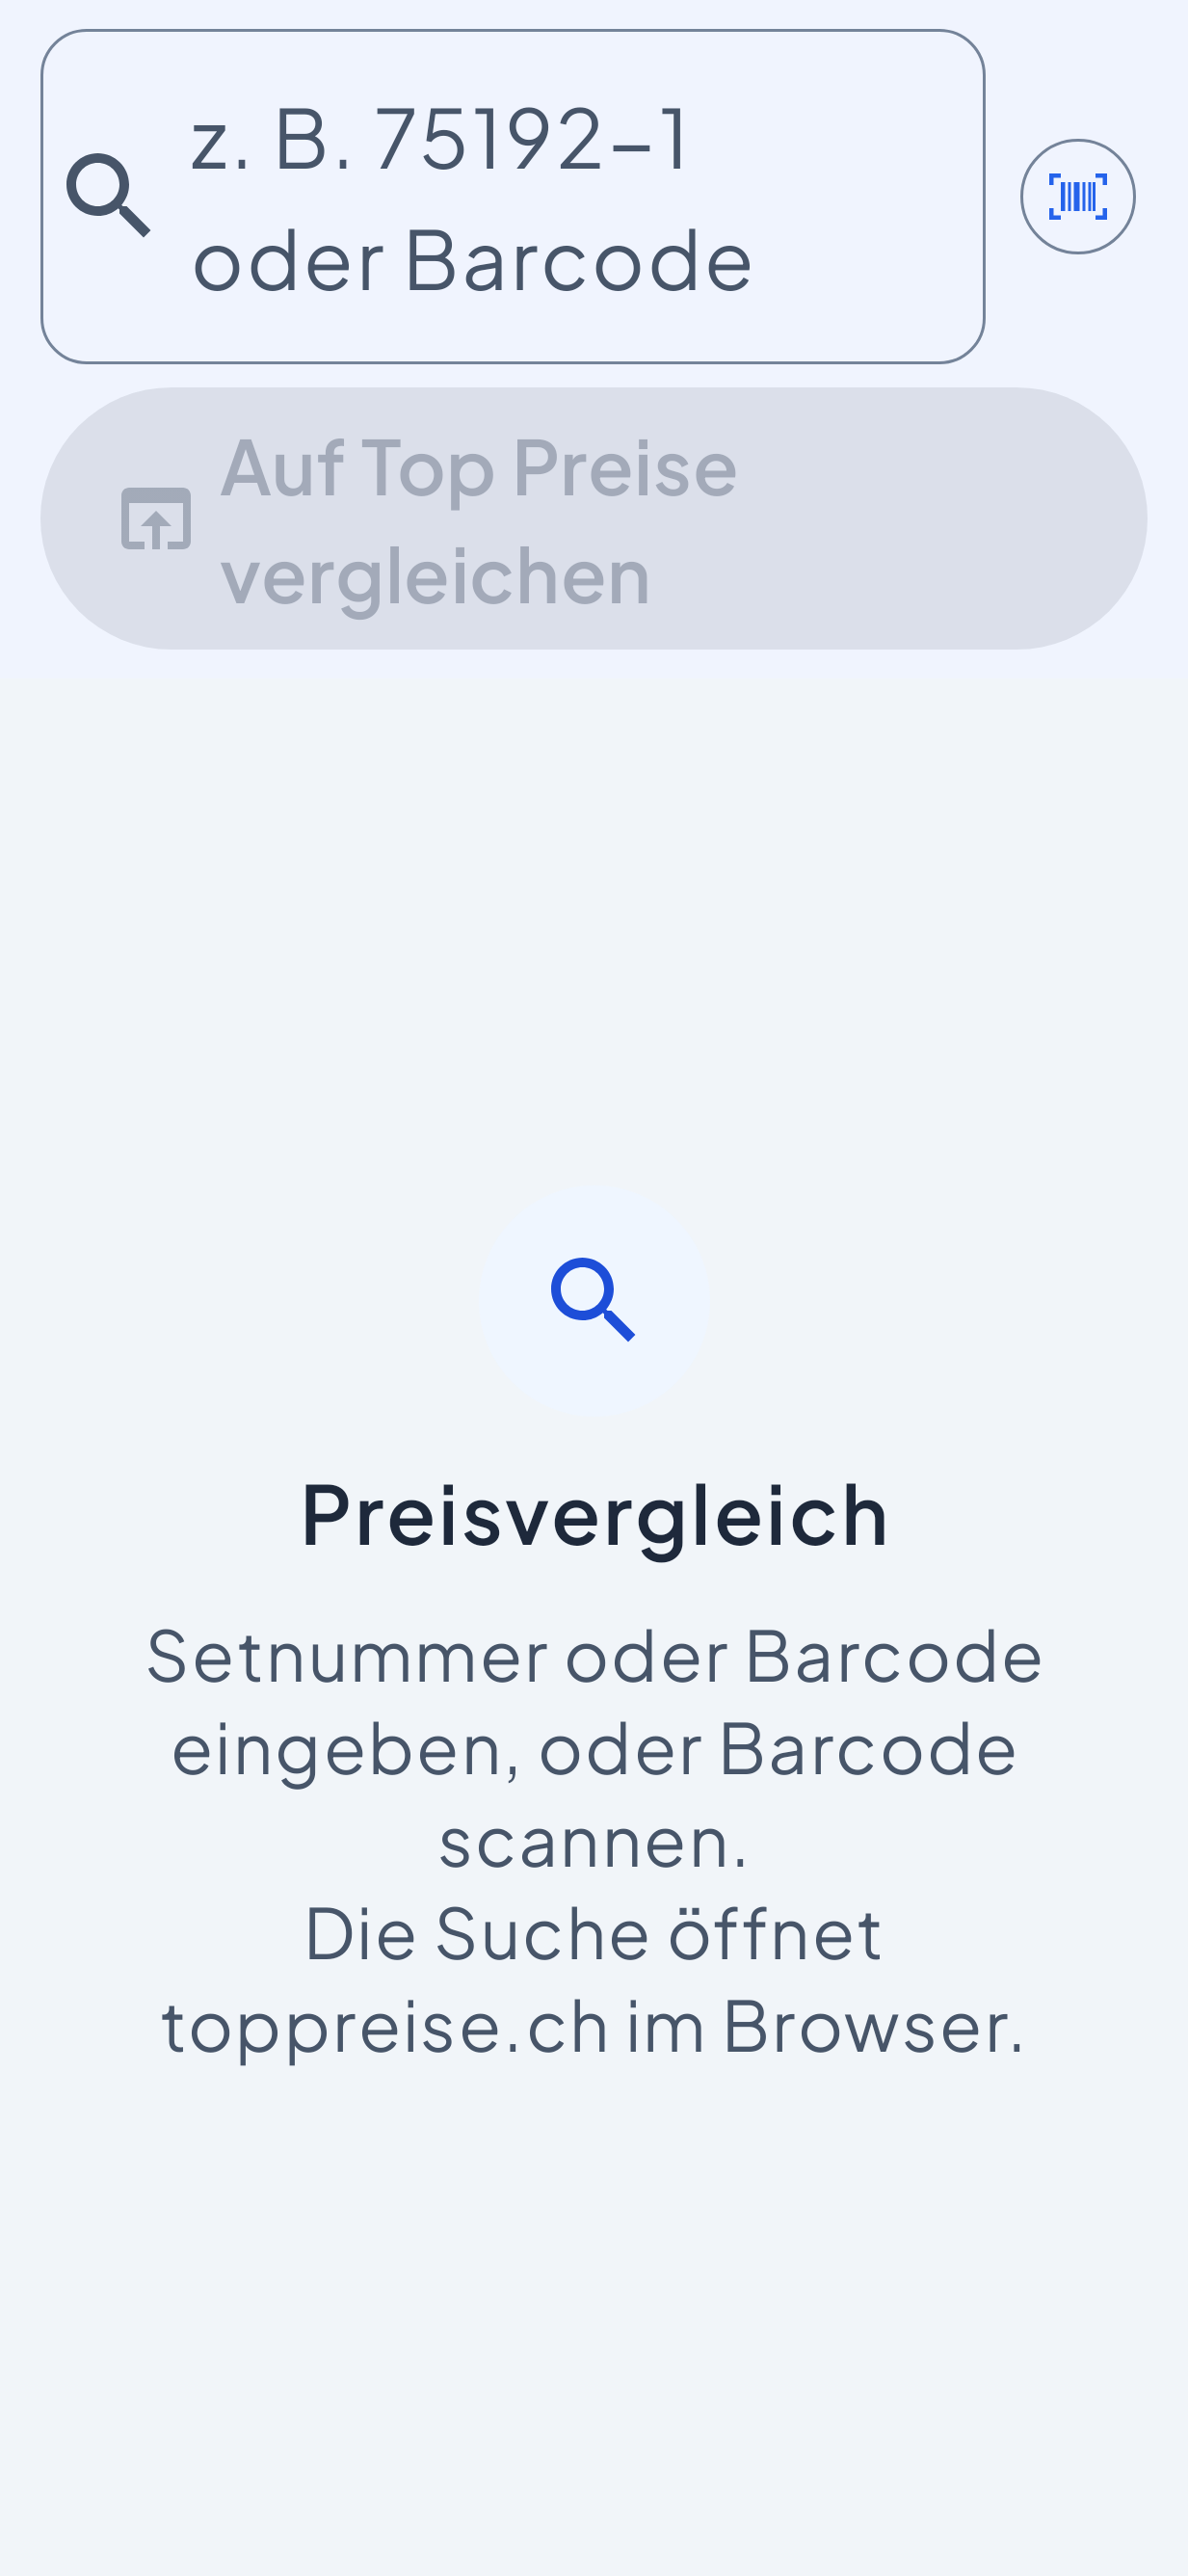 z. B. 75192-1
oder Barcode
Auf Top Preise
vergleichen
Preisvergleich
Setnummer oder Barcode
eingeben, oder Barcode
scannen.
Die Suche öffnet
toppreise.ch im Browser.